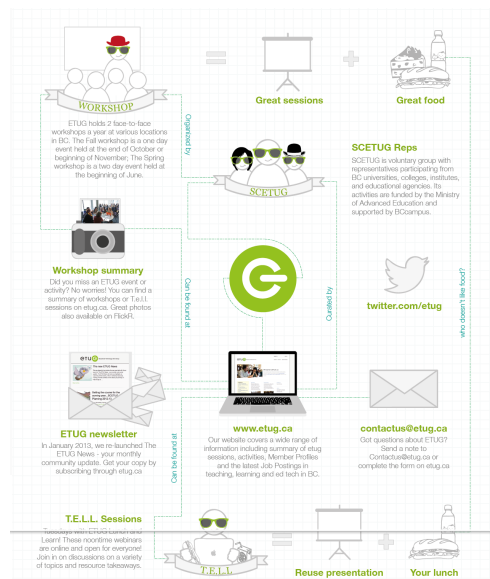 WORKSHOP
Great sessions
Great food
ETUG holds 2 face-to-face
workshops a year at various locations
in BC. The Fall workshop is a one day
event held at the end of October or
beginning of November; The Spring
workshop is a two day event held at
the beginning of June.
Organized by
SCETUG
SCETUG Reps
SCETUG is voluntary group with
representatives participating from
BC universities, colleges, institutes,
and educational agencies. Its
activities are funded by the Ministry
of Advanced Education and
supported by BCcampus.
Workshop summary
Did you miss an ETUG event or
activity? No worries! You can find a
summary of workshops or T.e.l.l.
sessions on etug.ca. Great photos
also available on FlickR.
Can be found at
Curated by
twitter.com/etug
who doesn't like food?
etug
ETUG newsletter
In January 2013, we re-launched The
ETUG News - your monthly
community update. Get your copy by
subscribing through etug.ca
Can be found at
www.etug.ca
Our website covers a wide range of
information including summary of etug
sessions, activities, Member Profiles
and the latest Job Postings in
teaching, learning and ed tech in BC.
contactus@etug.ca
Got questions about ETUG?
Send a note to
Contactus@etug.ca or
complete the form on etug.ca
T.E.L.L. Sessions
Tuesdays with ETUG Lunch and
Learn! These noontime webinars
are online and open for everyone!
Join in on discussions on a variety
of topics and resource takeaways.
T.E.L.L
Reuse presentation
Your lunch